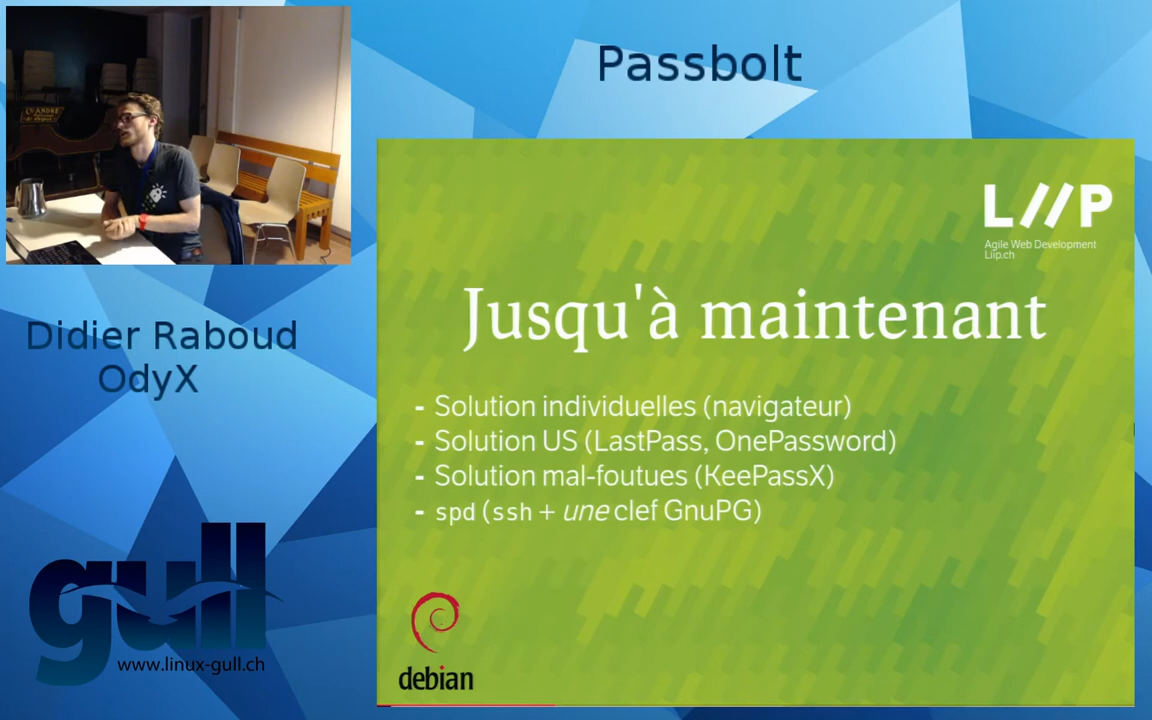 Passbolt
LIIP
Agile Web Development
Liip.ch
Jusqu'à maintenant
- Solution individuelles (navigateur)
- Solution US (LastPass, OnePassword)
- Solution mal-foutues (KeePassX)
- spd (ssh + une clef GnuPG)
debian
Didier Raboud
OdyX
gull
www.linux-gull.ch